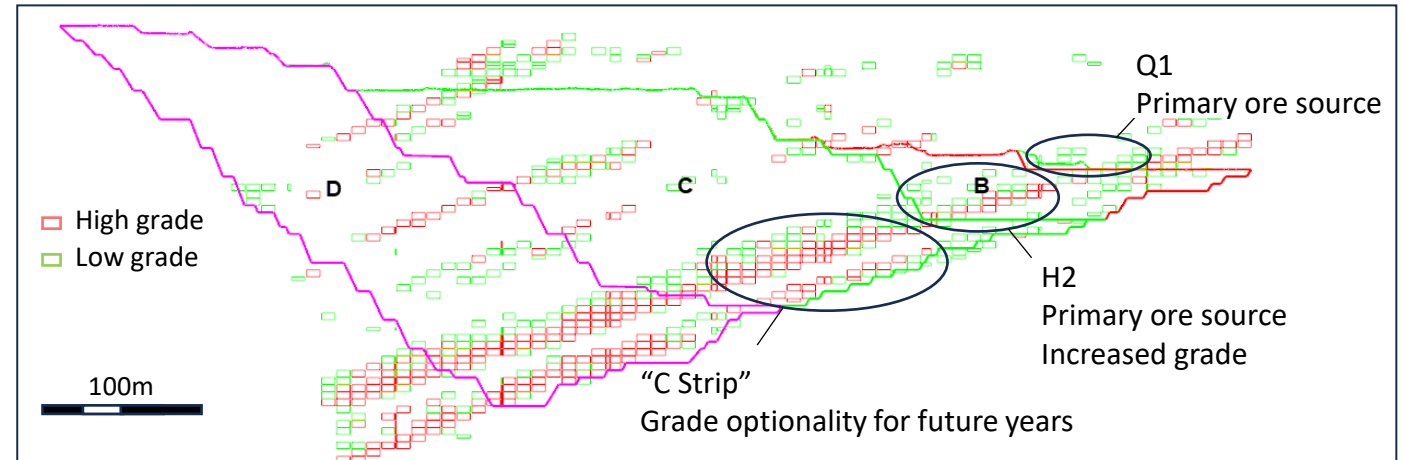 Q1
Primary ore source
D
C
B
High grade
Low grade
H2
Primary ore source
Increased grade
100m
“C Strip”
Grade optionality for future years